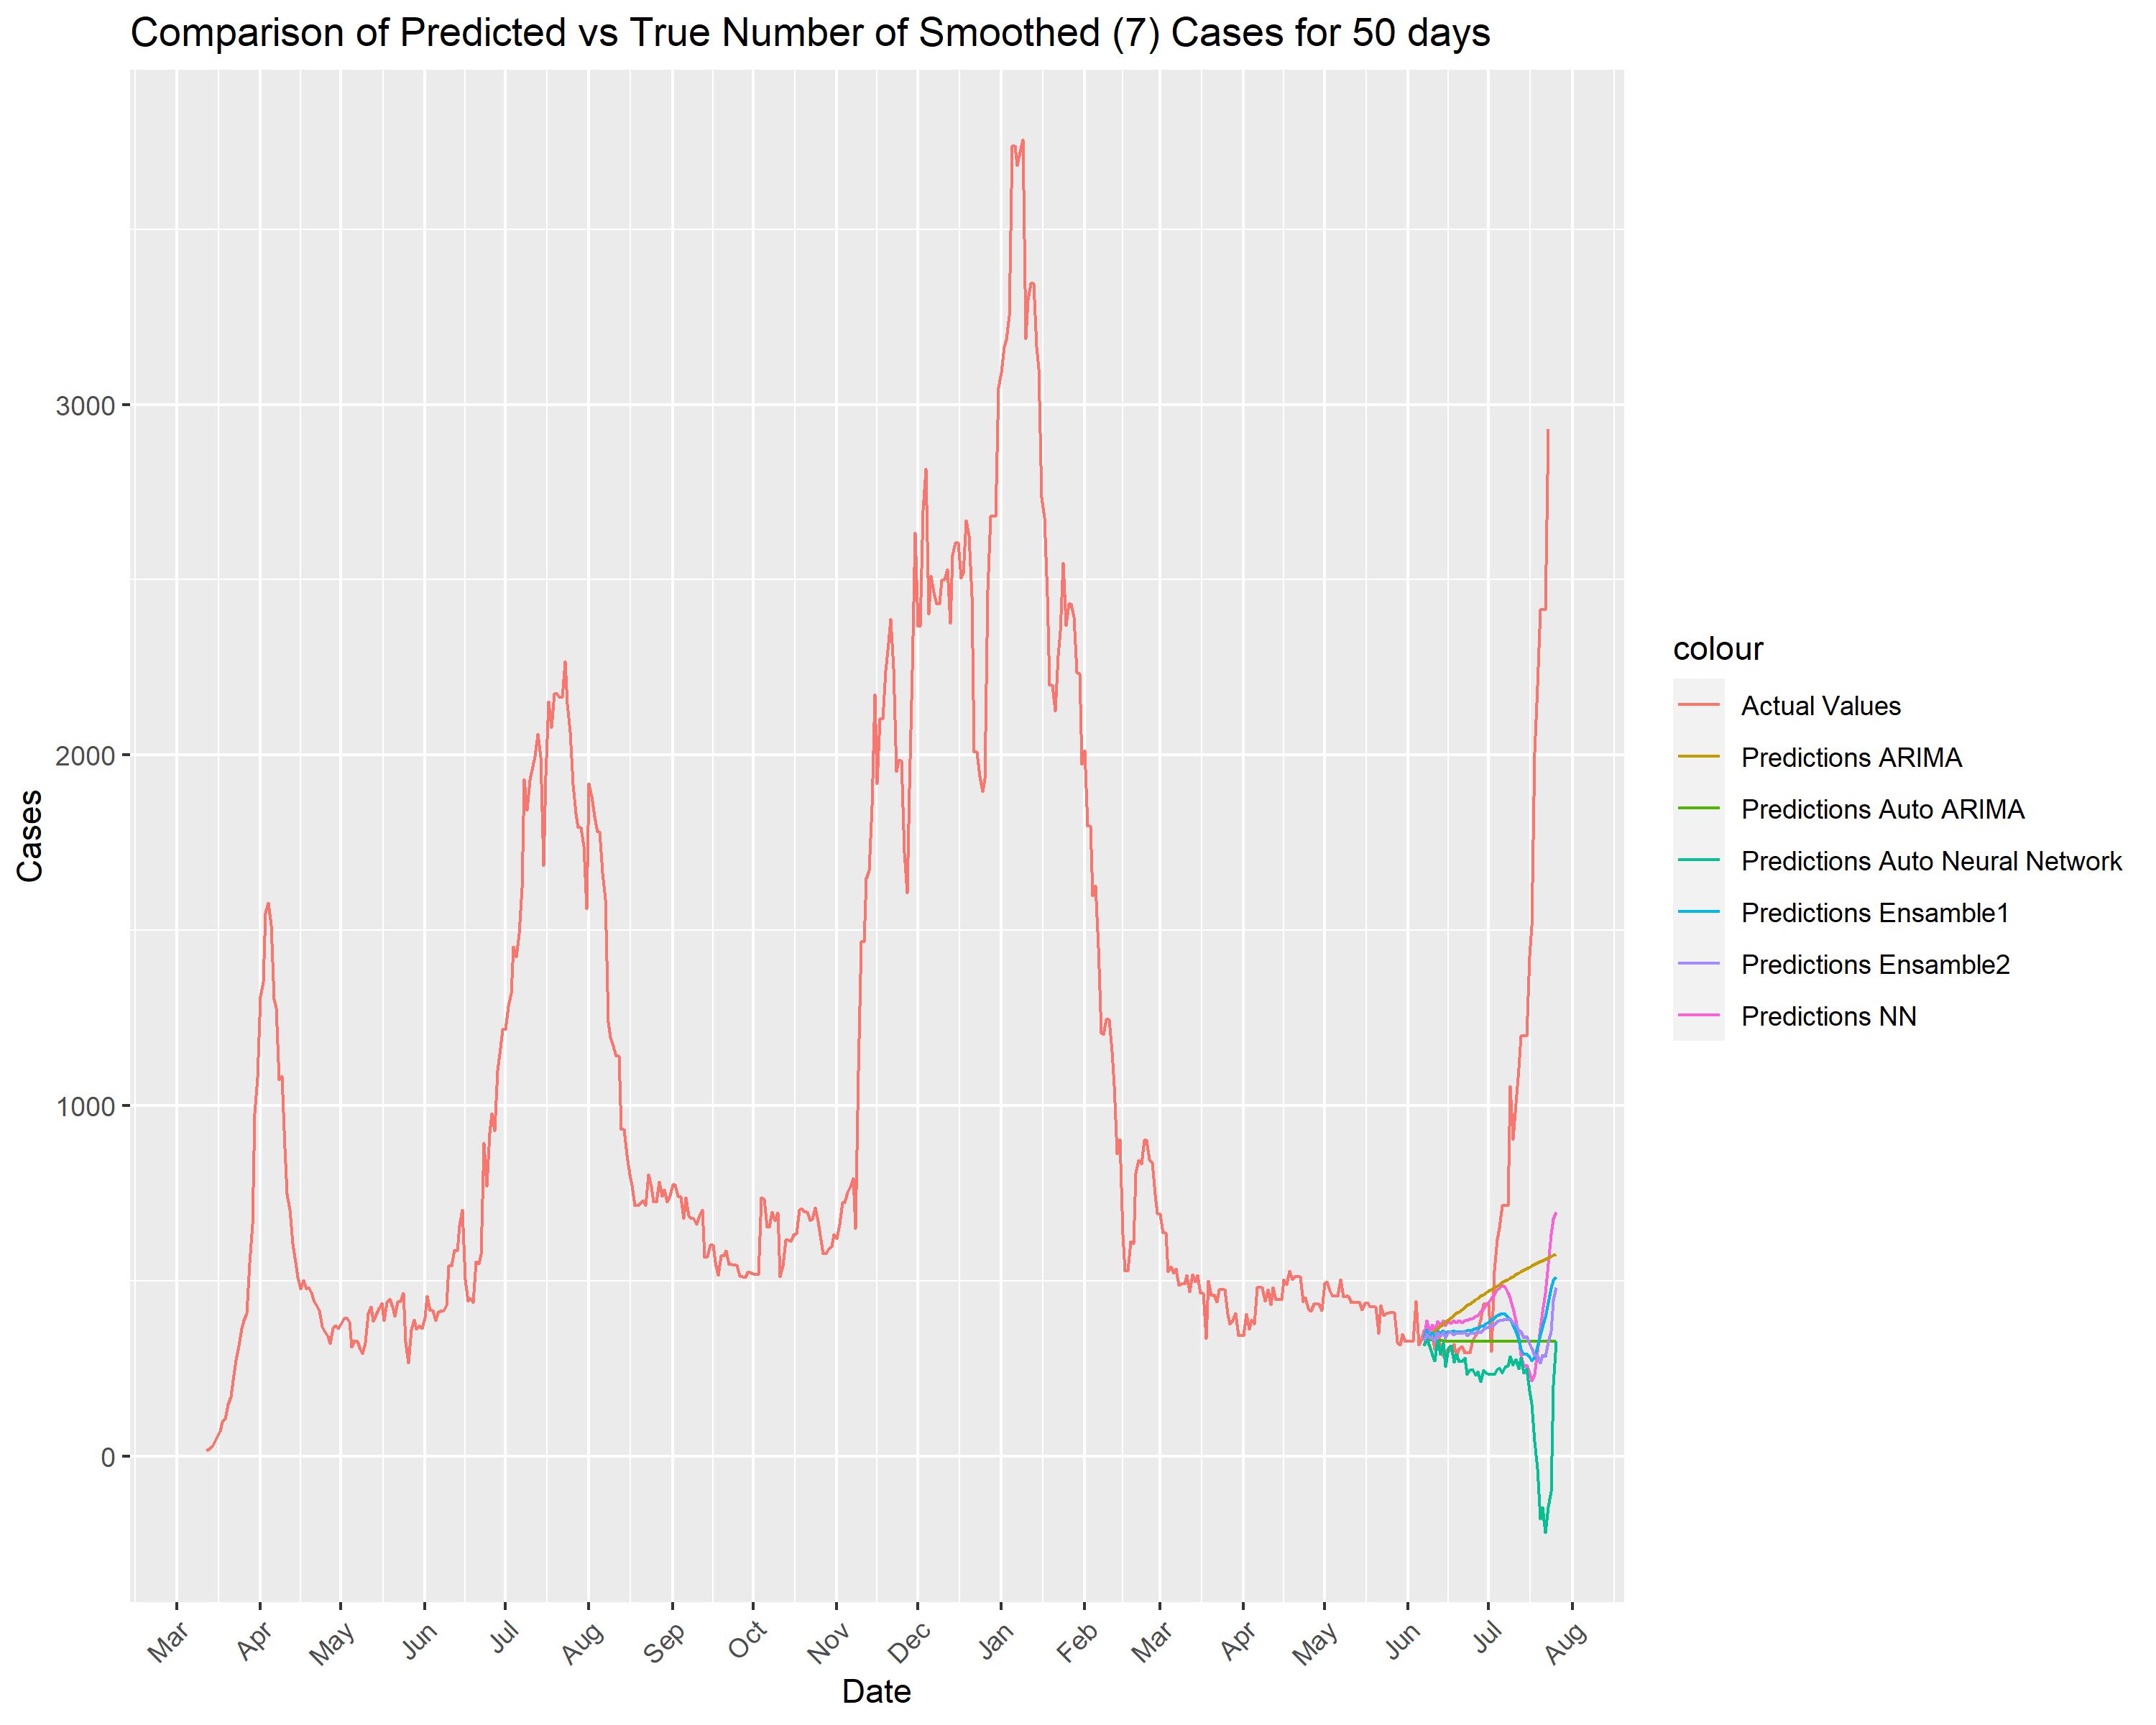 Comparison of Predicted vs True Number of Smoothed (7) Cases for 50 days
3000
2000
1000
0
Cases
Mar
Apr
May
Jun
Jul
Aug
Sep
Oct
Nov
Dec
Jan
Feb
Mar
Apr
May
Jun
Jul
Aug
Date
colour
Actual Values
Predictions ARIMA
Predictions Auto ARIMA
Predictions Auto Neural Network
Predictions Ensamble1
Predictions Ensamble2
Predictions NN